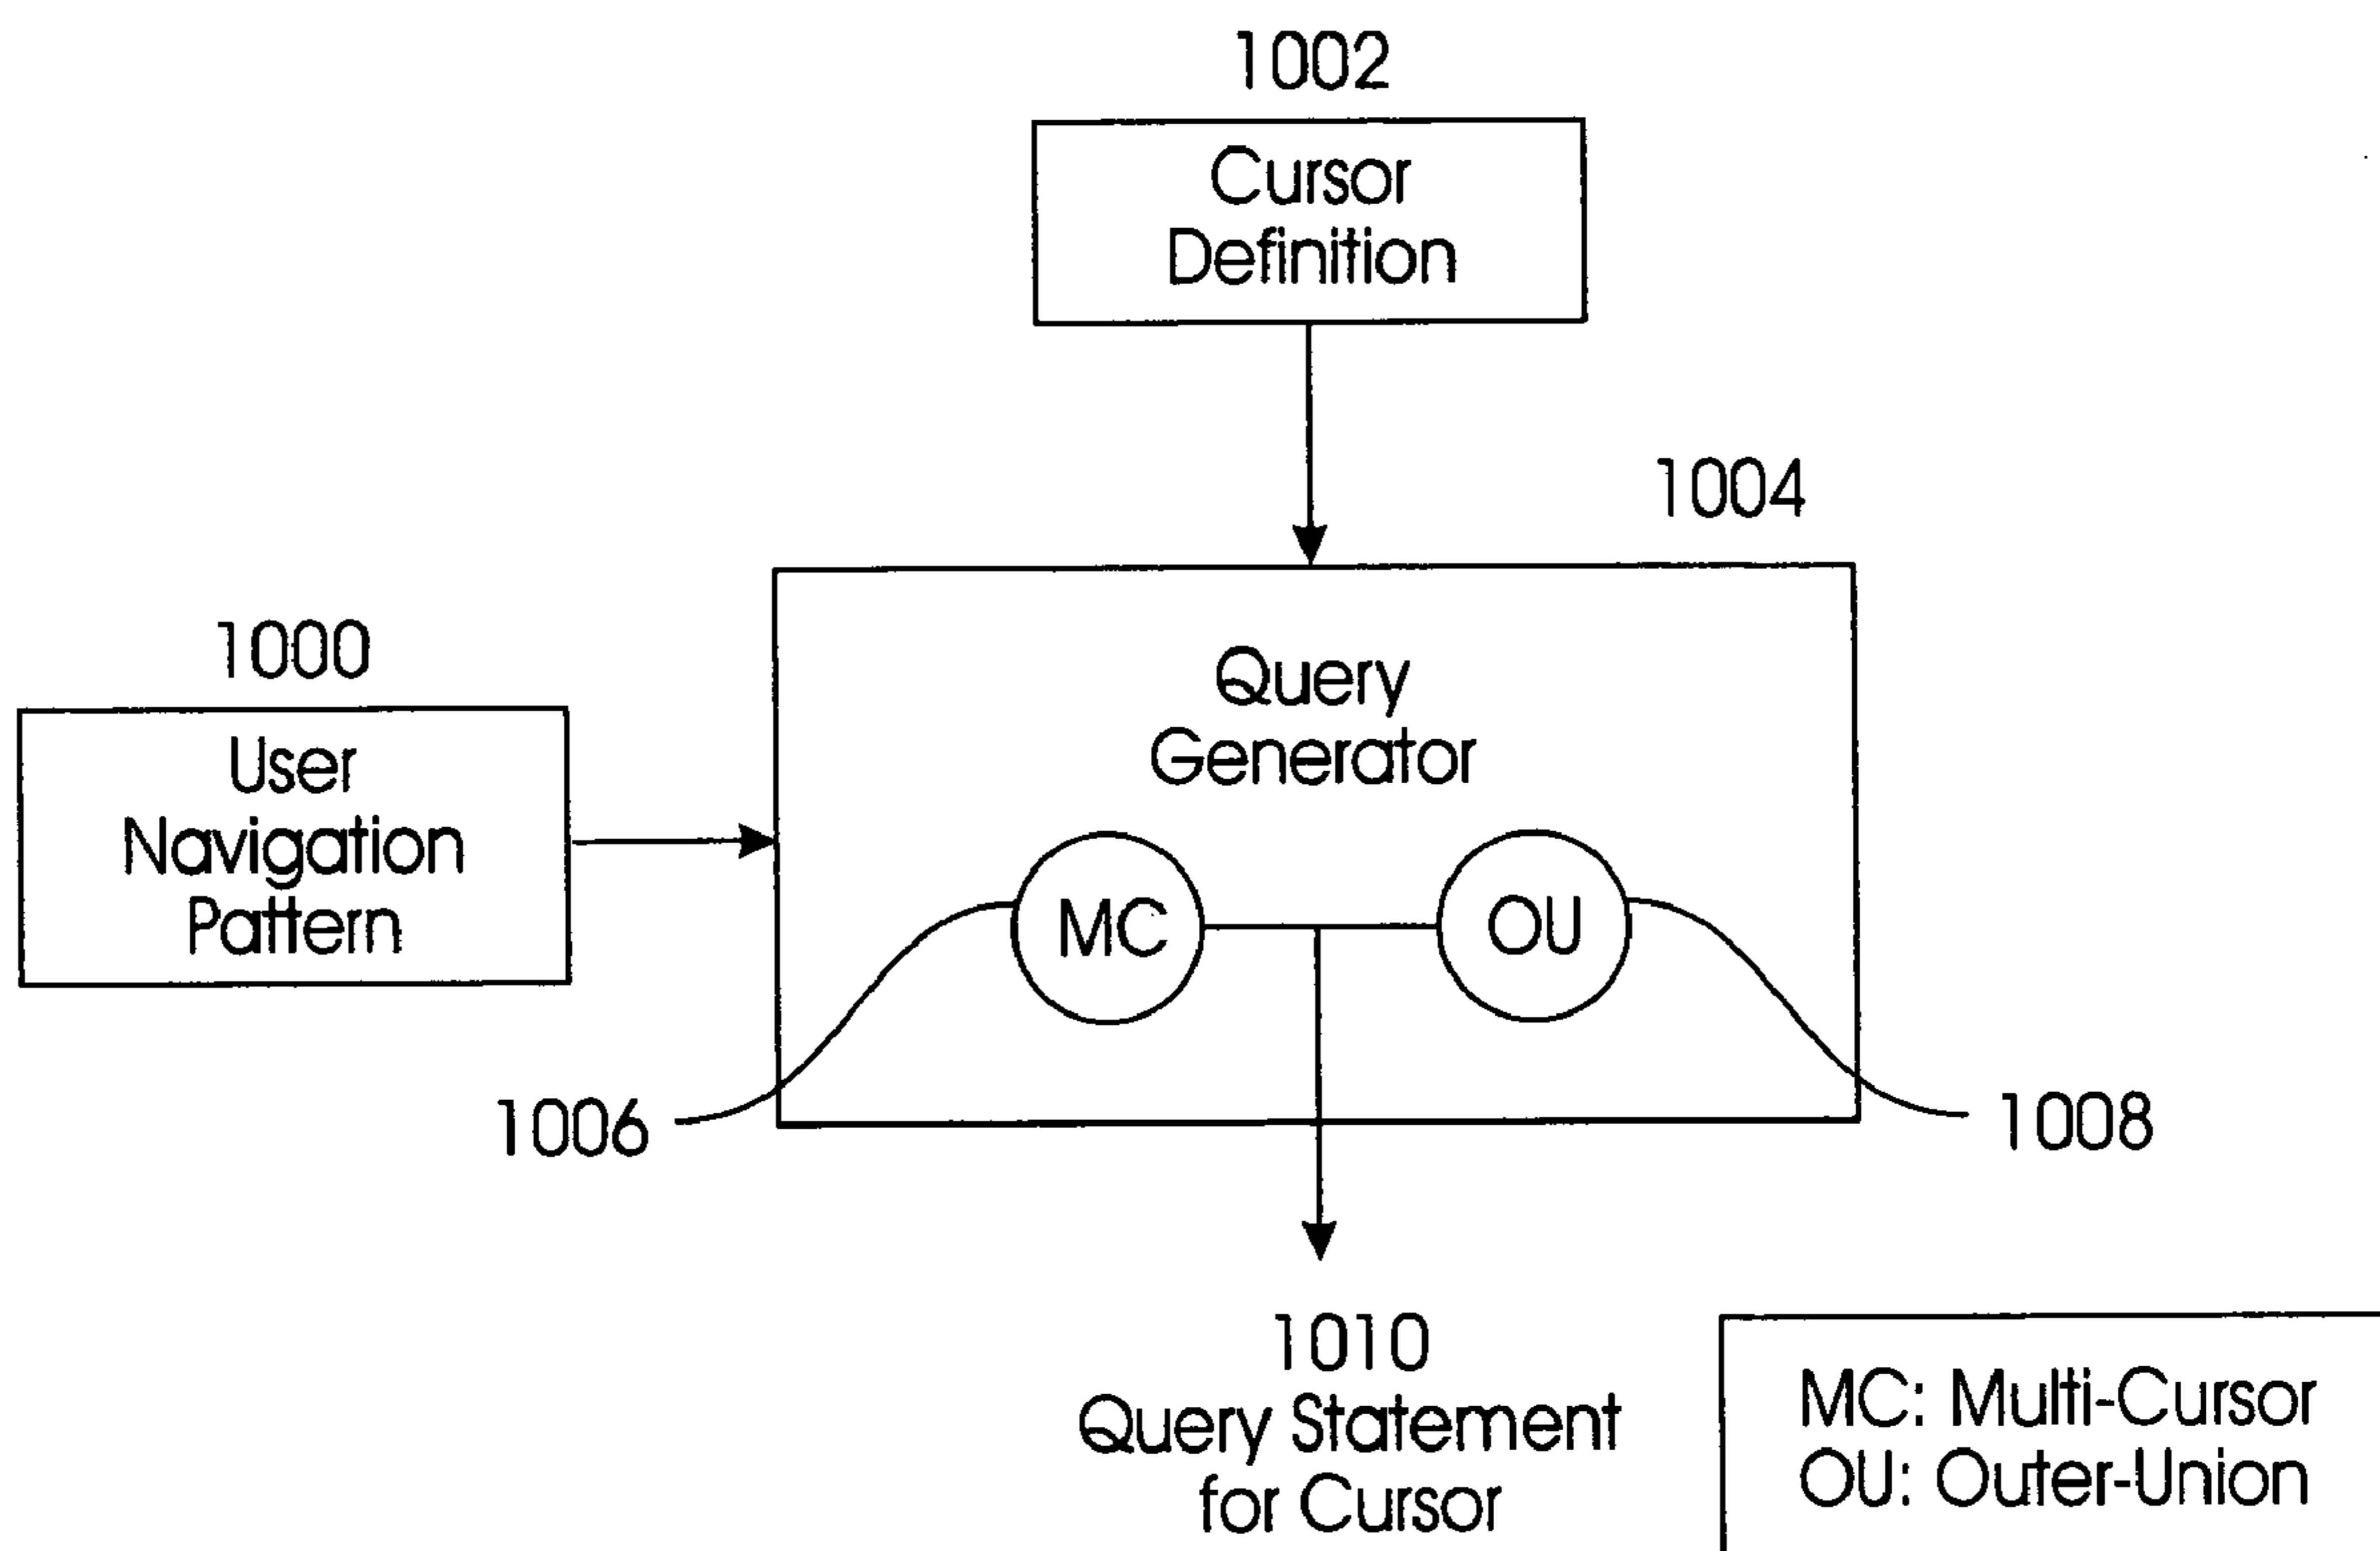 1002
Cursor
Definition
1004
1000
User
Navigation
Pattern
Query
Generator
MC
OU
1006
1008
1010
Query Statement
for Cursor
MC: Multi-Cursor
OU: Outer-Union